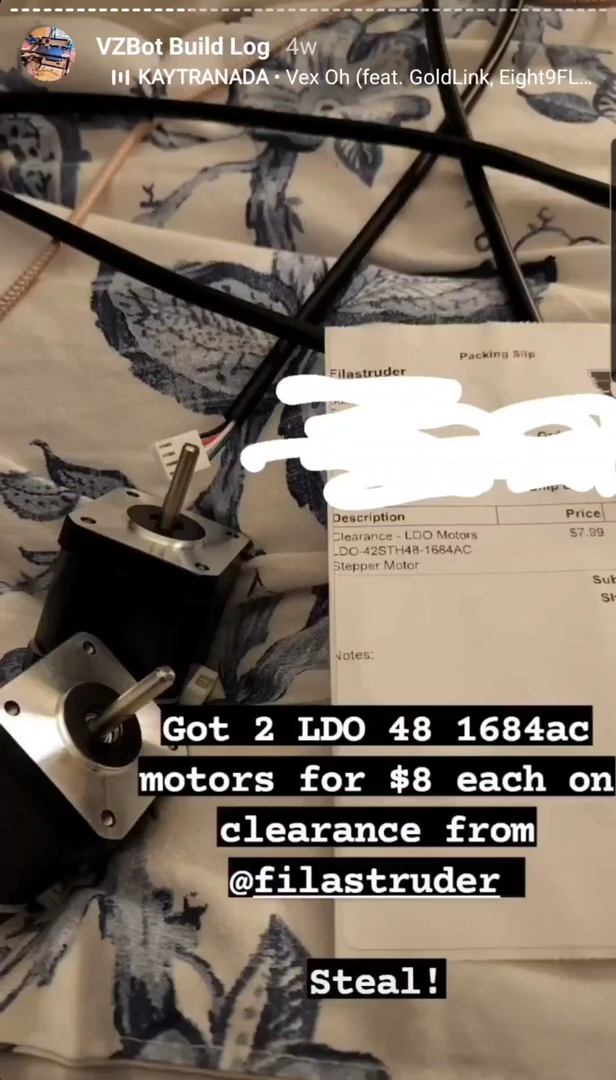 VZBot Build Log 4w
KAYTRANADA • Vex Oh (feat. GoldLink, Eight9FL...
Packing Slip
Filastruder
Description Price
Clearance - LDO Motors $7.99
LDO-42STH48-1684AC
Stepper Motor
Sub
Sh
Notes:
Got 2 LDO 48 1684ac
motors for $8 each on
clearance from
@filastruder
Steal!